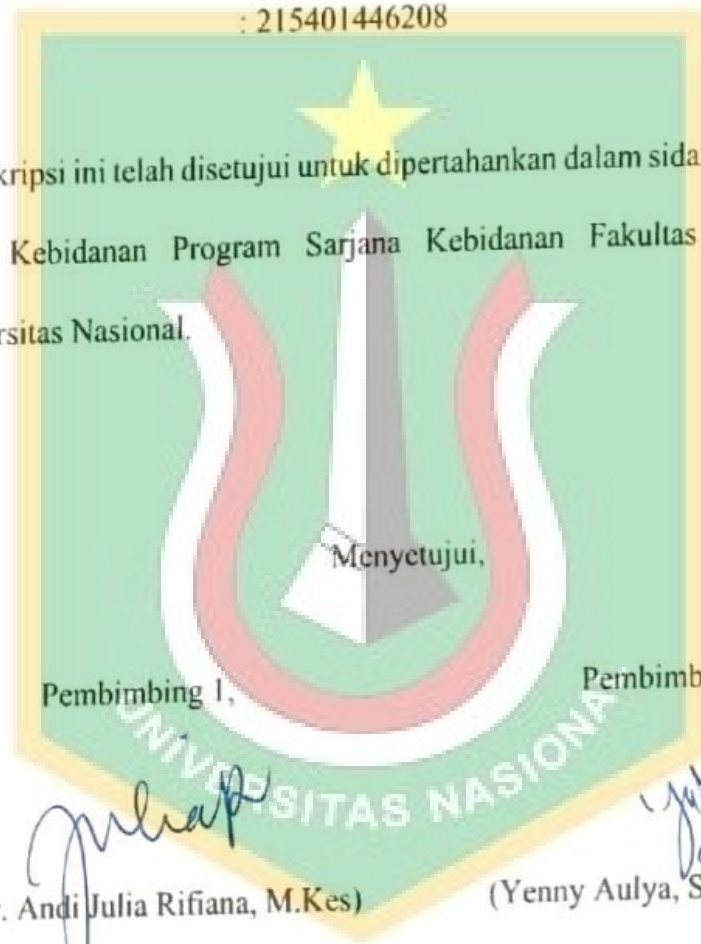 : 215401446208
kripsi ini telah disetujui untuk dipertahankan dalam sida
Kebidanan Program Sarjana Kebidanan Fakultas
rsitas Nasional.
Menyetujui,
Pembimbing 1,
Pembimb
UNIVERSITAS NASIONAL
. Andi Julia Rifiana, M.Kes)
(Yenny Aulya, S